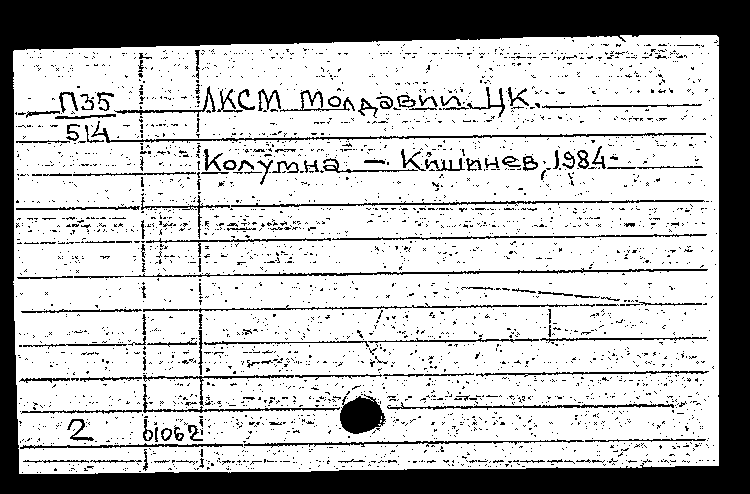 П35
514
ЛКСМ Молдавии. ЦК.
Колумна. — Кишинев, 1984-
2 01062